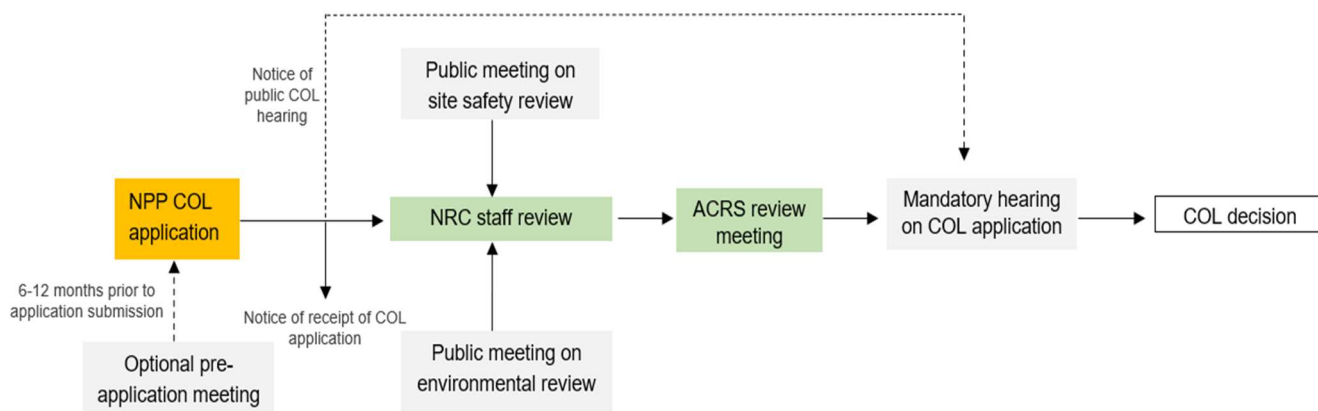 Notice of
public COL
hearing
Public meeting on
site safety review
NPP COL
application
NRC staff review
ACRS review
meeting
Mandatory hearing
on COL application
COL decision
6-12 months prior to
application submission
Notice of receipt of COL
application
Optional pre-
application meeting
Public meeting on
environmental review